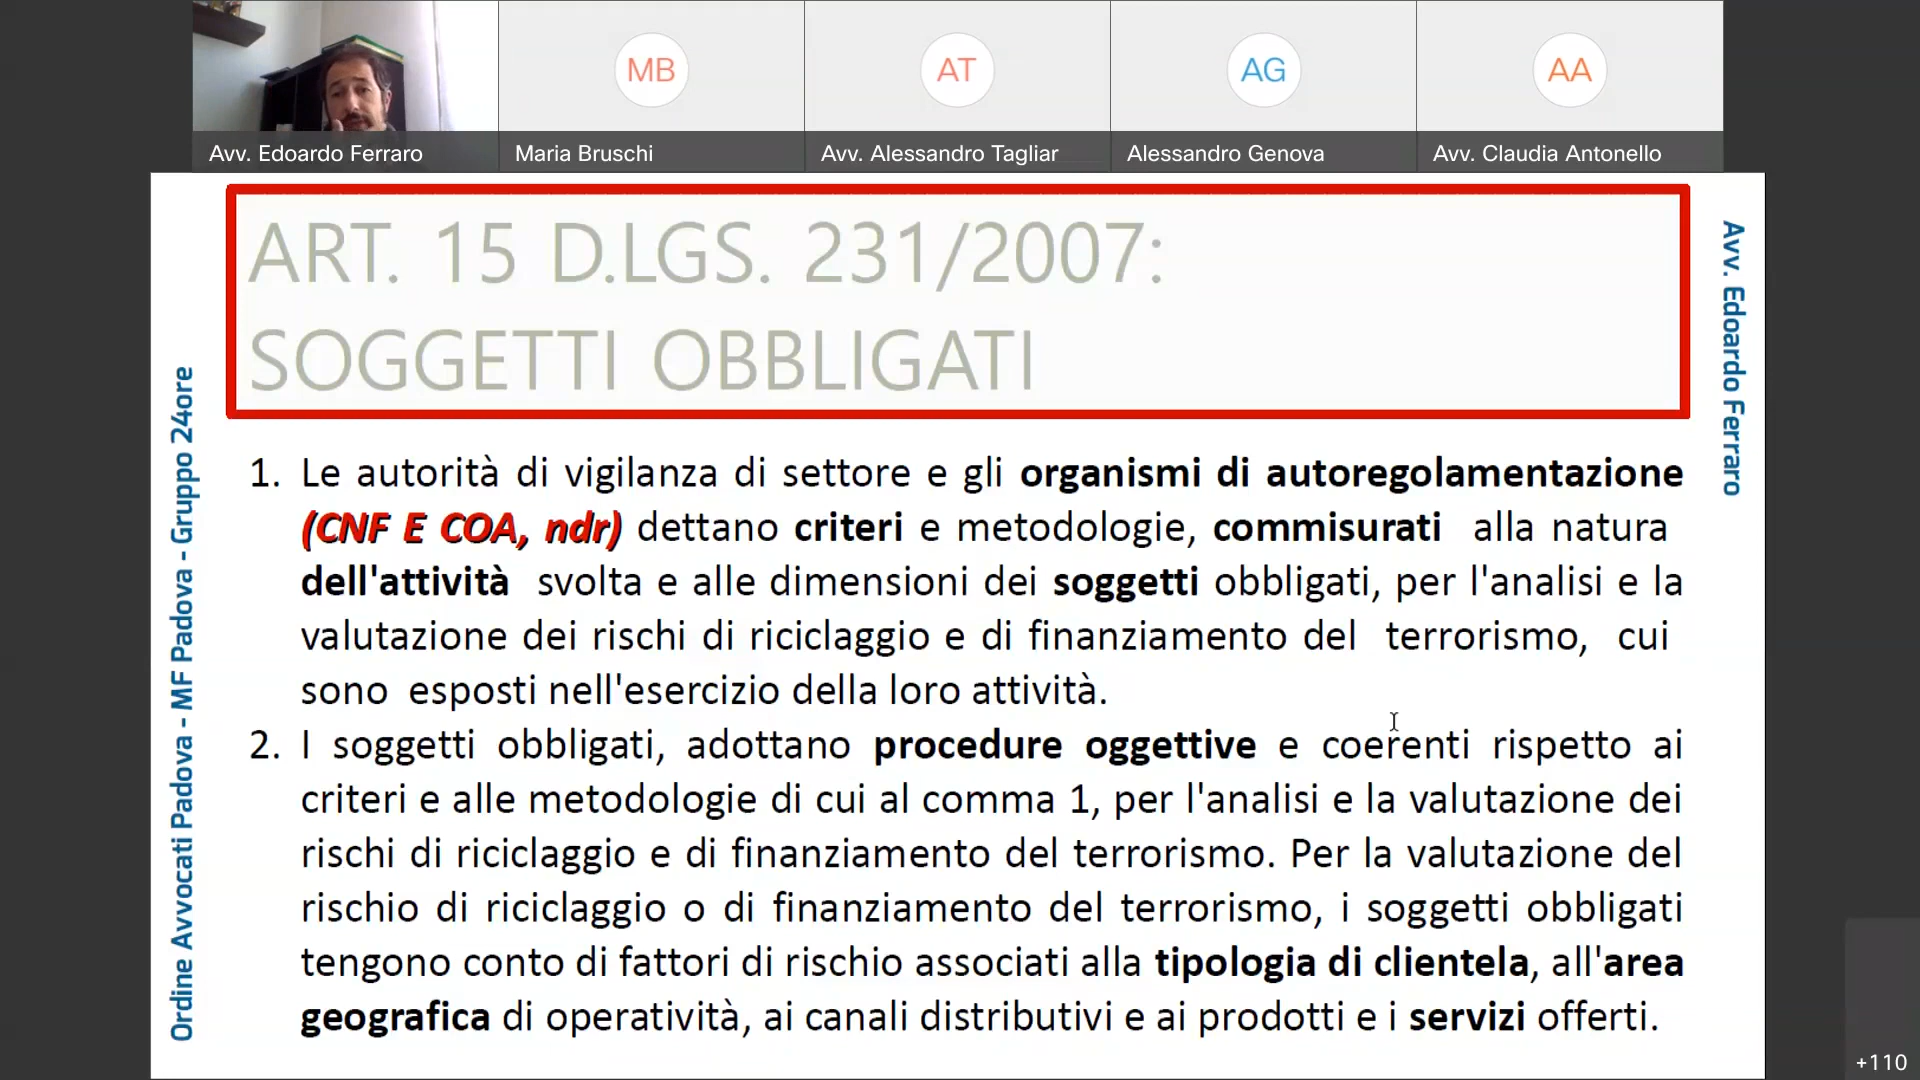 MB
AT
AG
AA
Avv. Edoardo Ferraro
Maria Bruschi
Avv. Alessandro Tagliar
Alessandro Genova
Avv. Claudia Antonello
ART. 15 D.LGS. 231/2007:
SOGGETTI OBBLIGATI
Avv. Edoardo Ferraro
Ordine Avvocati Padova - MF Padova - Gruppo 24ore
1. Le autorità di vigilanza di settore e gli organismi di autoregolamentazione
(CNF E COA, ndr) dettano criteri e metodologie, commisurati alla natura
dell'attività svolta e alle dimensioni dei soggetti obbligati, per l'analisi e la
valutazione dei rischi di riciclaggio e di finanziamento del terrorismo, cui
sono esposti nell'esercizio della loro attività.
2. I soggetti obbligati, adottano procedure oggettive e coerenti rispetto ai
criteri e alle metodologie di cui al comma 1, per l'analisi e la valutazione dei
rischi di riciclaggio e di finanziamento del terrorismo. Per la valutazione del
rischio di riciclaggio o di finanziamento del terrorismo, i soggetti obbligati
tengono conto di fattori di rischio associati alla tipologia di clientela, all'area
geografica di operatività, ai canali distributivi e ai prodotti e i servizi offerti.
+110